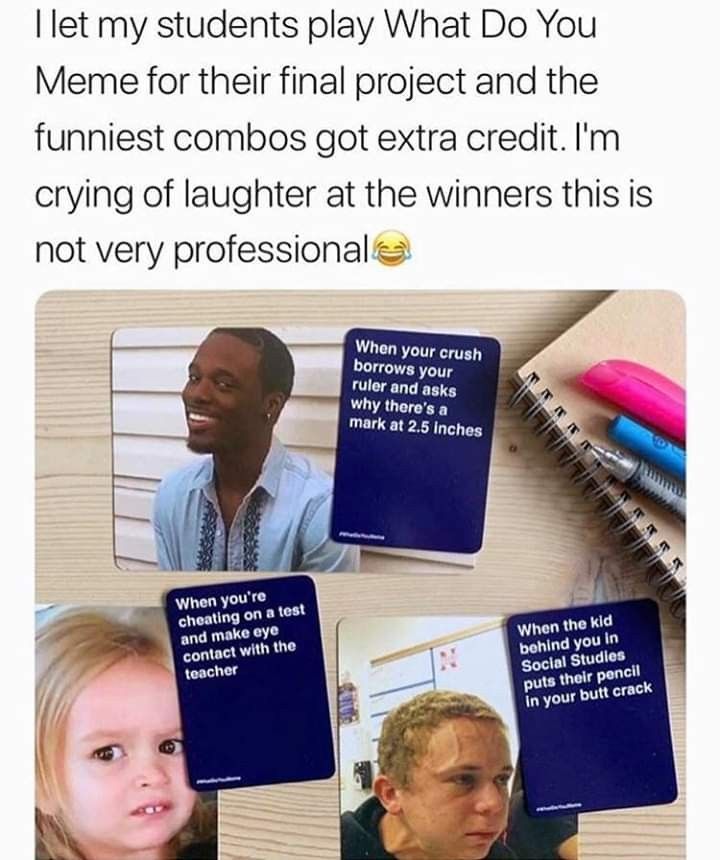 I let my students play What Do You
Meme for their final project and the
funniest combos got extra credit. I'm
crying of laughter at the winners this is
not very professional😂
When your crush
borrows your
ruler and asks
why there's a
mark at 2.5 inches
When you're
cheating on a test
and make eye
contact with the
teacher
When the kid
behind you in
Social Studies
puts their pencil
in your butt crack